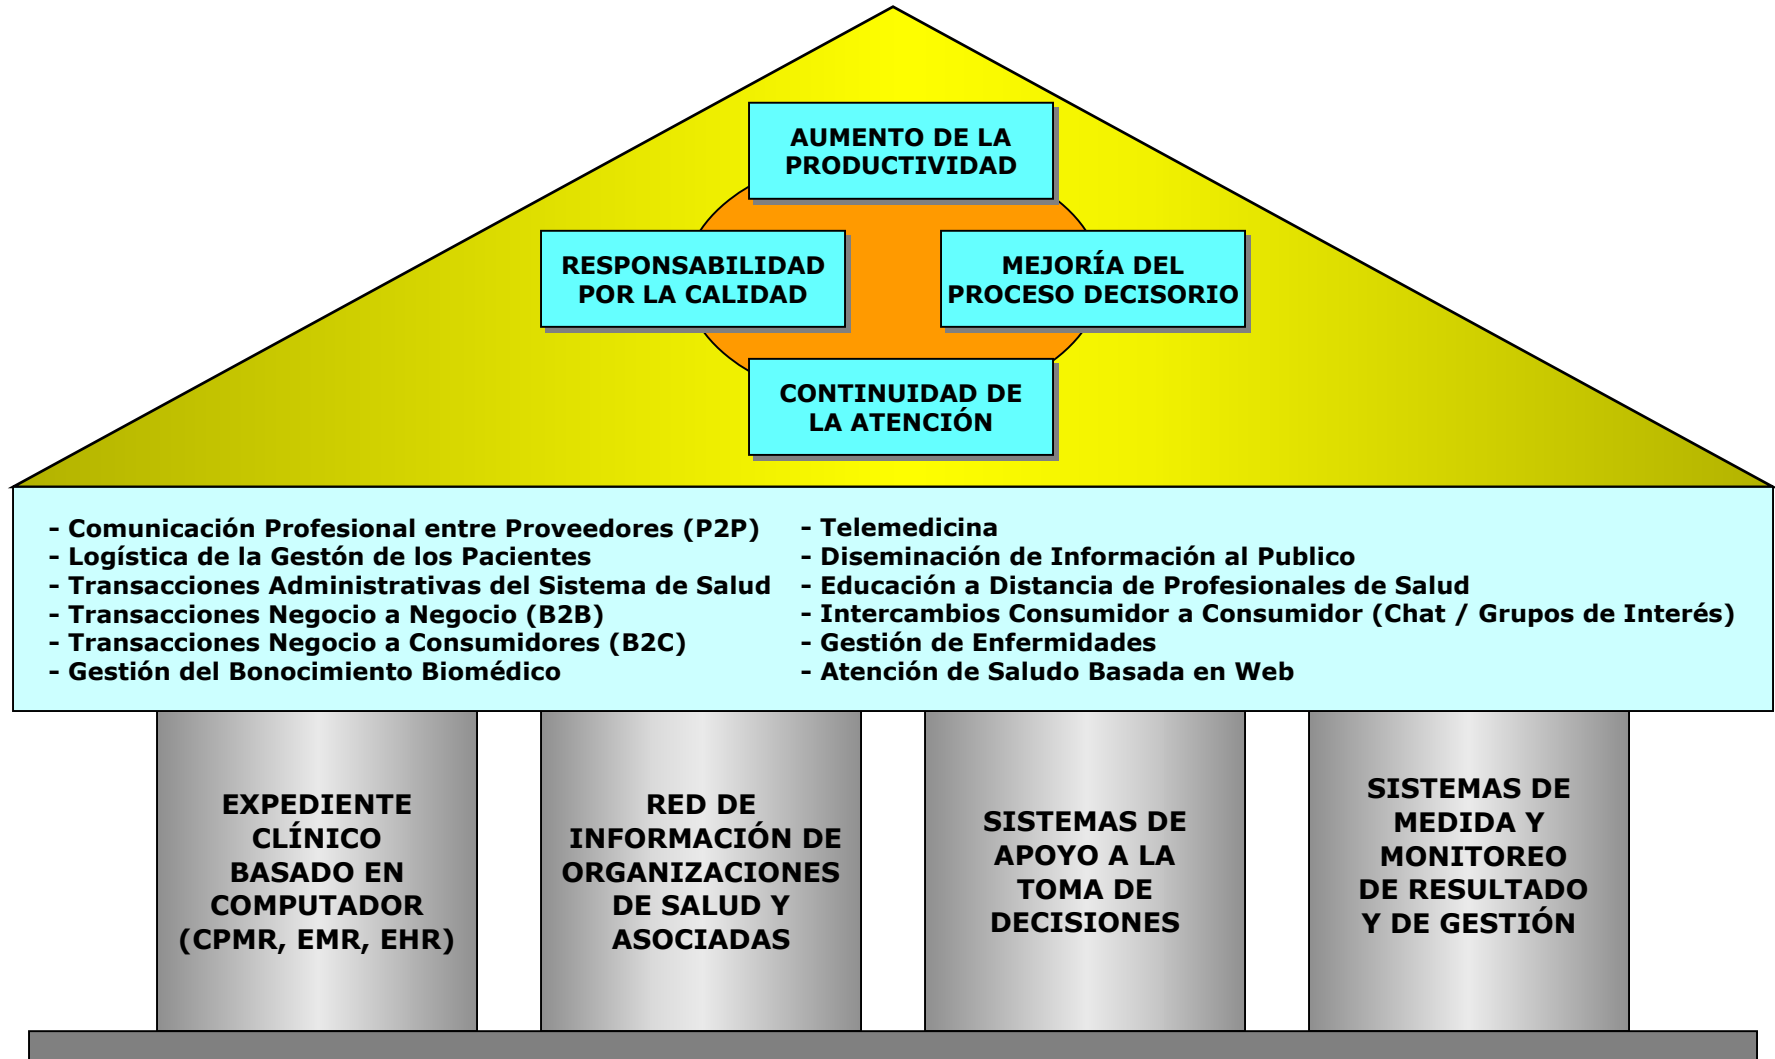 AUMENTO DE LA
PRODUCTIVIDAD
RESPONSABILIDAD
POR LA CALIDAD
MEJORÍA DEL
PROCESO DECISORIO
CONTINUIDAD DE
LA ATENCIÓN
- Comunicación Profesional entre Proveedores (P2P)
- Logística de la Gestón de los Pacientes
- Transacciones Administrativas del Sistema de Salud
- Transacciones Negocio a Negocio (B2B)
- Transacciones Negocio a Consumidores (B2C)
- Gestión del Bonocimiento Biomédico
- Telemedicina
- Diseminación de Información al Publico
- Educación a Distancia de Profesionales de Salud
- Intercambios Consumidor a Consumidor (Chat / Grupos de Interés)
- Gestión de Enfermidades
- Atención de Saludo Basada en Web
EXPEDIENTE
CLÍNICO
BASADO EN
COMPUTADOR
(CPMR, EMR, EHR)
RED DE
INFORMACIÓN DE
ORGANIZACIONES
DE SALUD Y
ASOCIADAS
SISTEMAS DE
APOYO A LA
TOMA DE
DECISIONES
SISTEMAS DE
MEDIDA Y
MONITOREO
DE RESULTADO
Y DE GESTIÓN